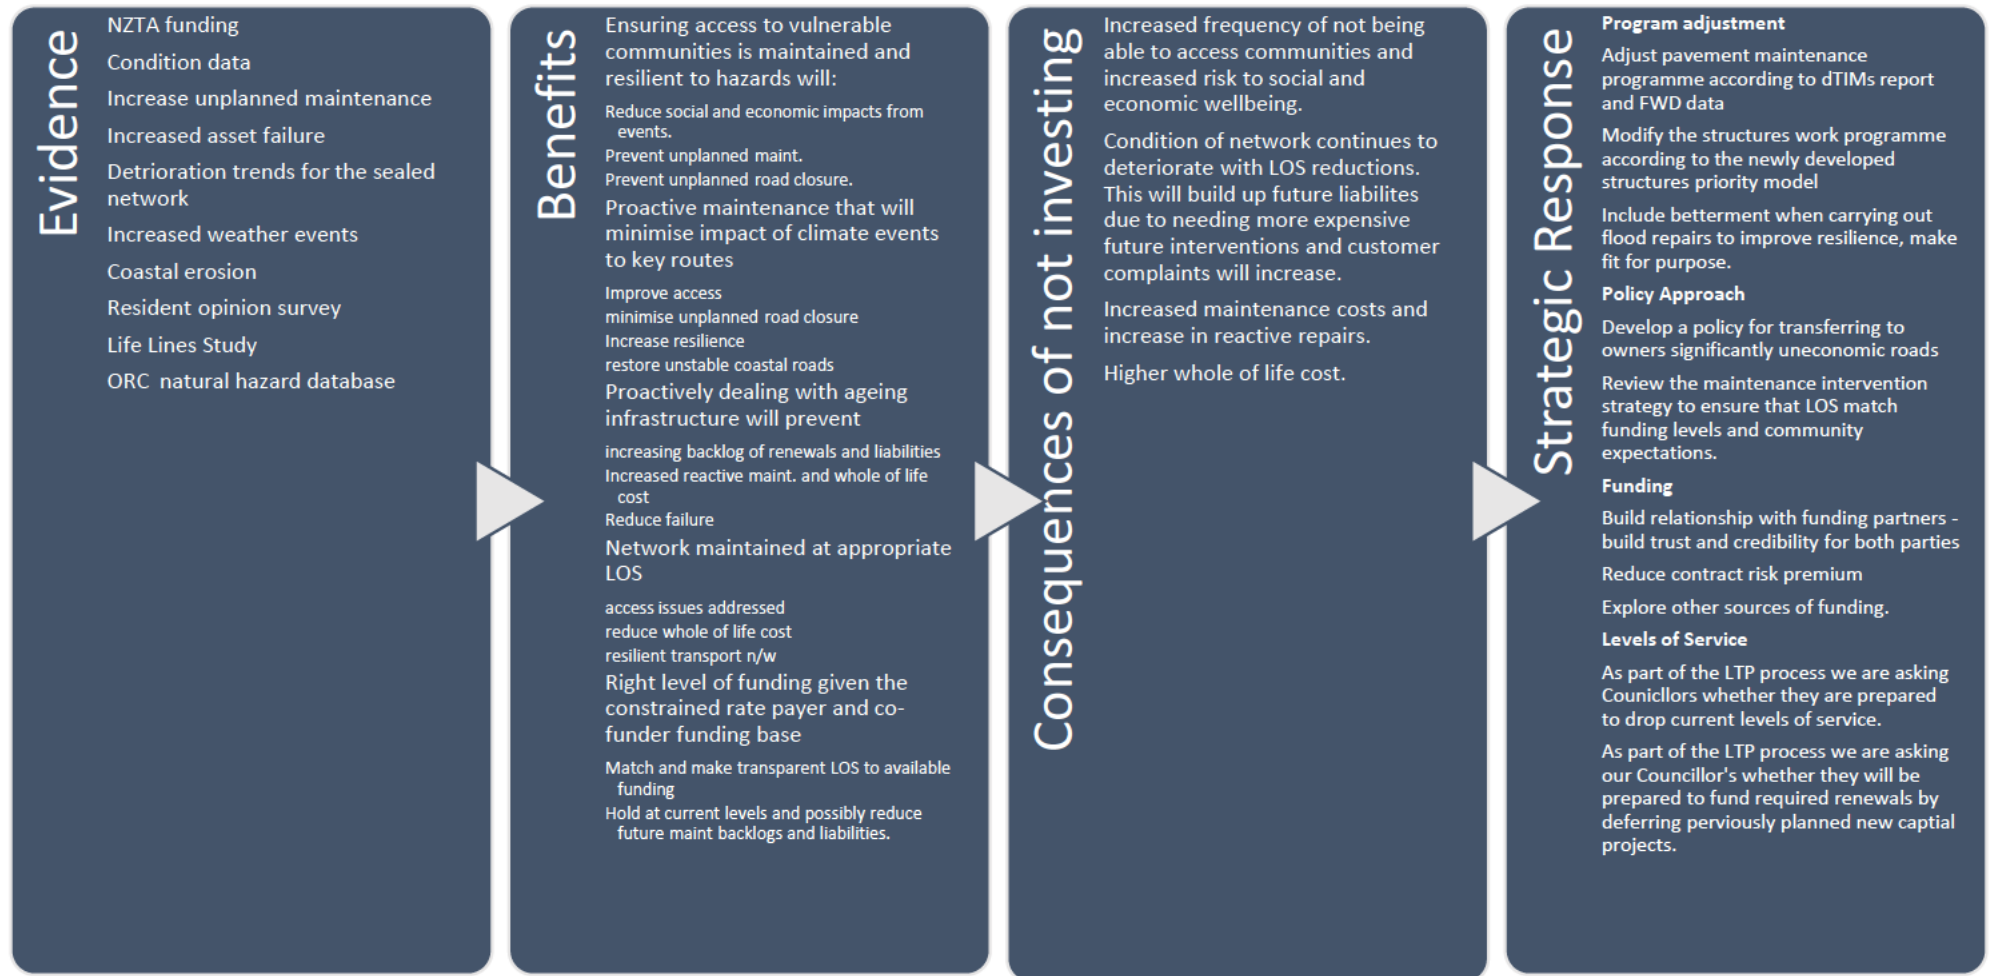 Evidence
NZTA funding
Condition data
Increase unplanned maintenance
Increased asset failure
Detrioration trends for the sealed
network
Increased weather events
Coastal erosion
Resident opinion survey
Life Lines Study
ORC natural hazard database
Benefits
Ensuring access to vulnerable
communities is maintained and
resilient to hazards will:
Reduce social and economic impacts from
events.
Prevent unplanned maint.
Prevent unplanned road closure.
Proactive maintenance that will
minimise impact of climate events
to key routes
Improve access
minimise unplanned road closure
Increase resilience
restore unstable coastal roads
Proactively dealing with ageing
infrastructure will prevent
increasing backlog of renewals and liabilities
Increased reactive maint. and whole of life
cost
Reduce failure
Network maintained at appropriate
LOS
access issues addressed
reduce whole of life cost
resilient transport n/w
Right level of funding given the
constrained rate payer and co-
funder funding base
Match and make transparent LOS to available
funding
Hold at current levels and possibly reduce
future maint backlogs and liabilities.
Consequences of not investing
Increased frequency of not being
able to access communities and
increased risk to social and
economic wellbeing.
Condition of network continues to
deteriorate with LOS reductions.
This will build up future liabilites
due to needing more expensive
future interventions and customer
complaints will increase.
Increased maintenance costs and
increase in reactive repairs.
Higher whole of life cost.
Strategic Response
Program adjustment
Adjust pavement maintenance
programme according to dTIMs report
and FWD data
Modify the structures work programme
according to the newly developed
structures priority model
Include betterment when carrying out
flood repairs to improve resilience, make
fit for purpose.
Policy Approach
Develop a policy for transferring to
owners significantly uneconomic roads
Review the maintenance intervention
strategy to ensure that LOS match
funding levels and community
expectations.
Funding
Build relationship with funding partners -
build trust and credibility for both parties
Reduce contract risk premium
Explore other sources of funding.
Levels of Service
As part of the LTP process we are asking
Counicllors whether they are prepared
to drop current levels of service.
As part of the LTP process we are asking
our Councillor's whether they will be
prepared to fund required renewals by
deferring perviously planned new captial
projects.